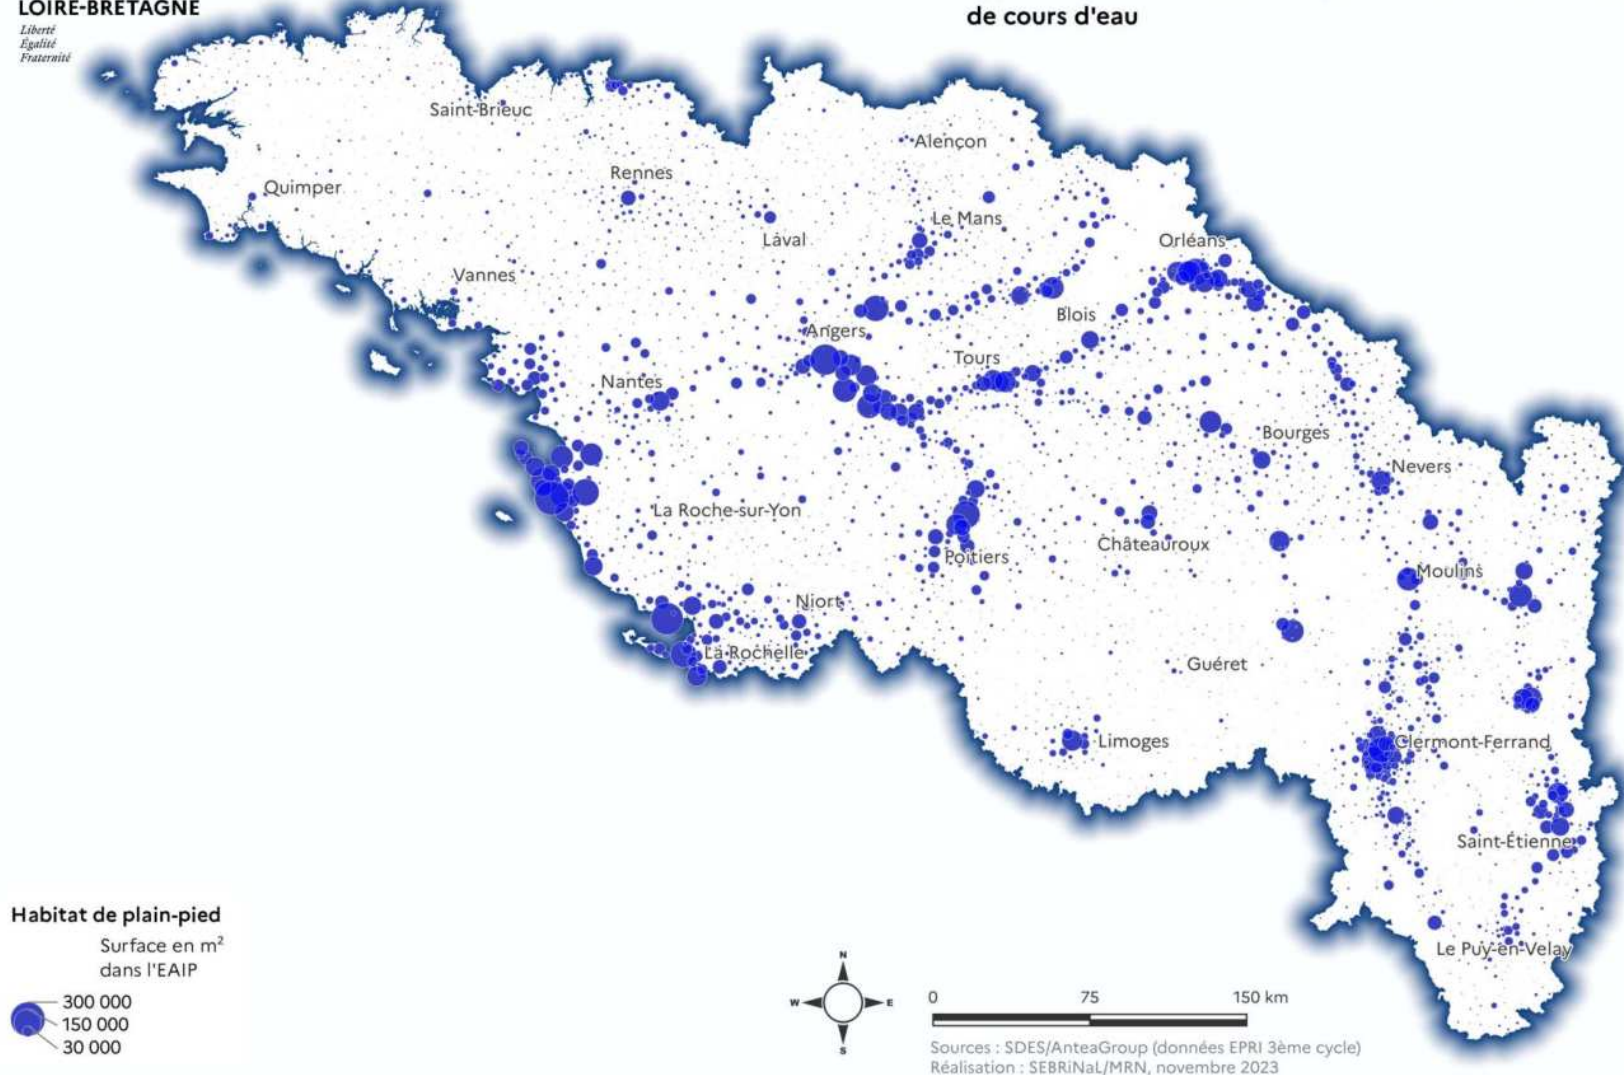 LOIRE-BRETAGNE
Liberté
Égalité
Fraternité
de cours d'eau
Saint-Brieuc
Alençon
Rennes
Quimper
Le Mans
Laval
Orléans
Vannes
Blois
Angers
Tours
Nantes
Bourges
Nevers
La Roche-sur-Yon
Châteauroux
Poitiers
Moulins
Niort
La Rochelle
Guéret
Limoges
Clermont-Ferrand
Saint-Étienne
Le Puy-en-Velay
Habitat de plain-pied
Surface en m²
dans l'EAIP
300 000
150 000
30 000
N
W E
S
0 75 150 km
Sources : SDES/AnteaGroup (données EPRI 3ème cycle)
Réalisation : SEBRiNaL/MRN, novembre 2023